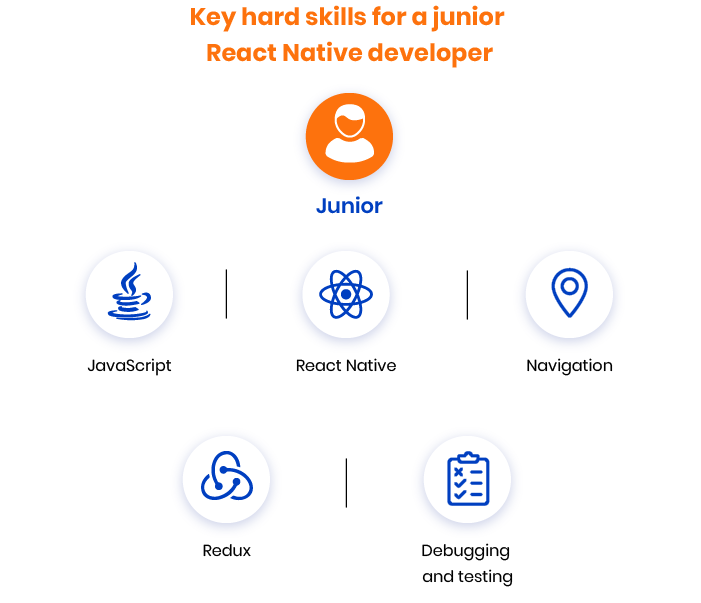 Key hard skills for a junior
React Native developer
Junior
JavaScript
React Native
Navigation
Redux
Debugging
and testing